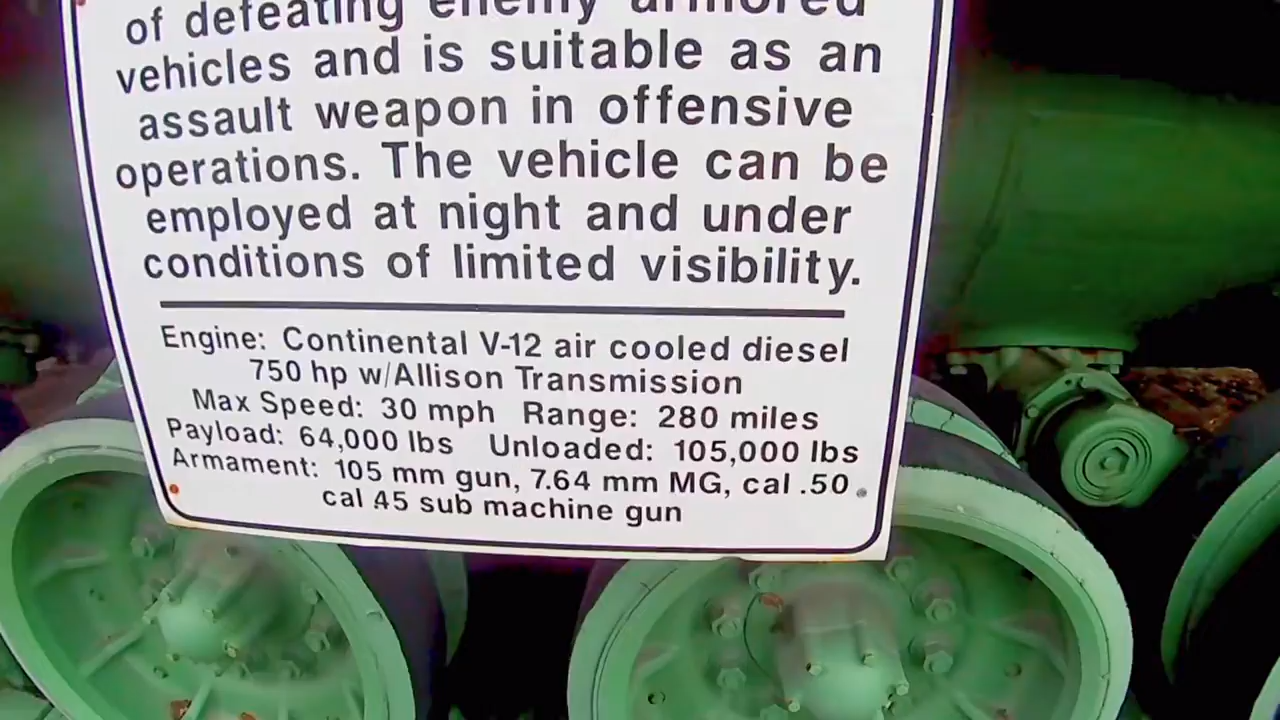 of defeating enemy armored
vehicles and is suitable as an
assault weapon in offensive
operations. The vehicle can be
employed at night and under
conditions of limited visibility.
Engine: Continental V-12 air cooled diesel
750 hp w/Allison Transmission
Max Speed: 30 mph Range: 280 miles
Payload: 64,000 lbs Unloaded: 105,000 lbs
Armament: 105 mm gun, 7.64 mm MG, cal .50
cal 45 sub machine gun